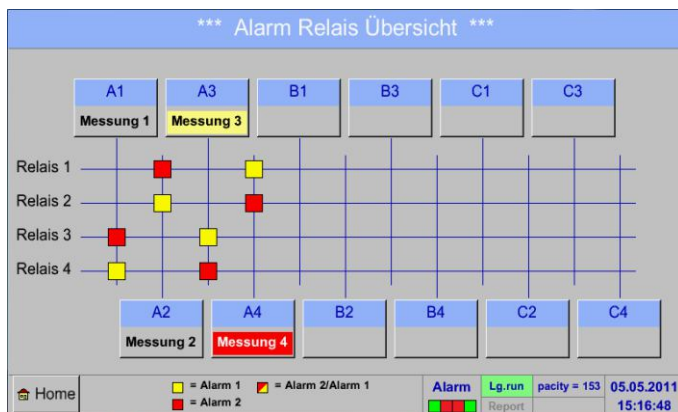 *** Alarm Relais Übersicht ***
A1 A3 B1 B3 C1 C3
Messung 1 Messung 3
Relais 1
Relais 2
Relais 3
Relais 4
A2 A4 B2 B4 C2 C4
Messung 2 Messung 4
Home
= Alarm 1 = Alarm 2/Alarm 1
= Alarm 2
Alarm Lg.run pacity = 153 05.05.2011
Report 15:16:48